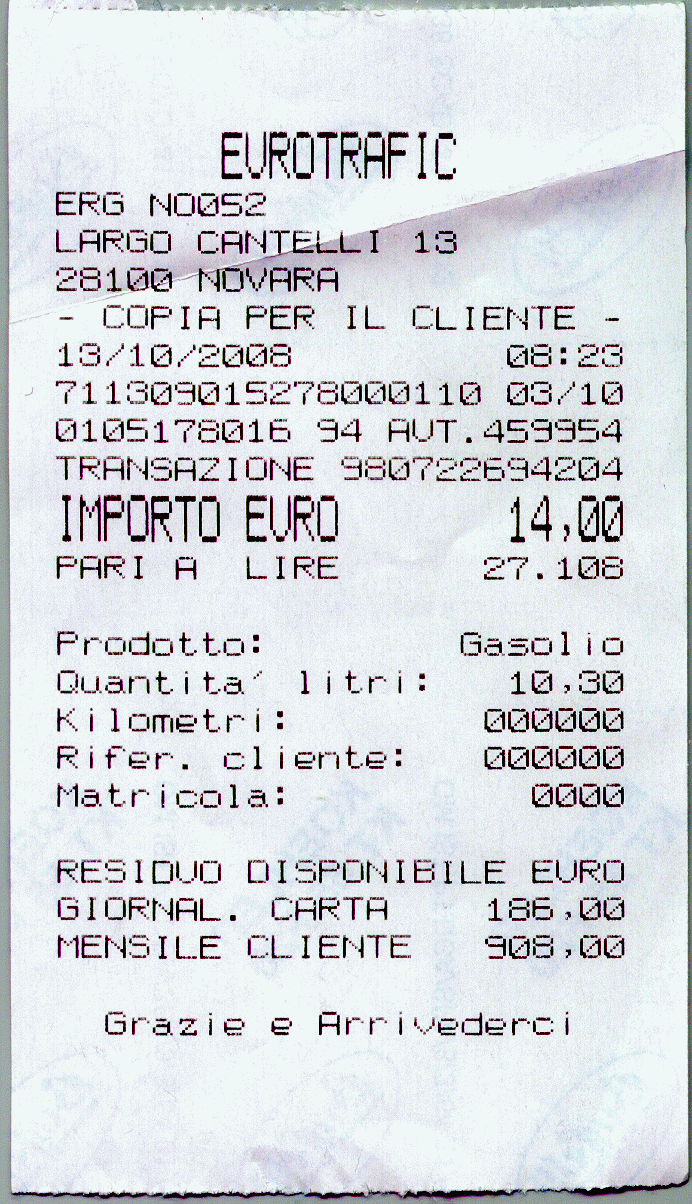 EUROTRAFIC
ERG NO052
LARGO CANTELLI 13
28100 NOVARA
- COPIA PER IL CLIENTE -
13/10/2008 08:23
711309015278000110 03/10
0105178016 94 AUT.459954
TRANSAZIONE 980722694204
IMPORTO EURO 14,00
PARI A LIRE 27.108
Prodotto: Gasolio
Quantita´ litri: 10,30
Kilometri: 000000
Rifer. cliente: 000000
Matricola: 0000
RESIDUO DISPONIBILE EURO
GIORNAL. CARTA 186,00
MENSILE CLIENTE 908,00
Grazie e Arrivederci